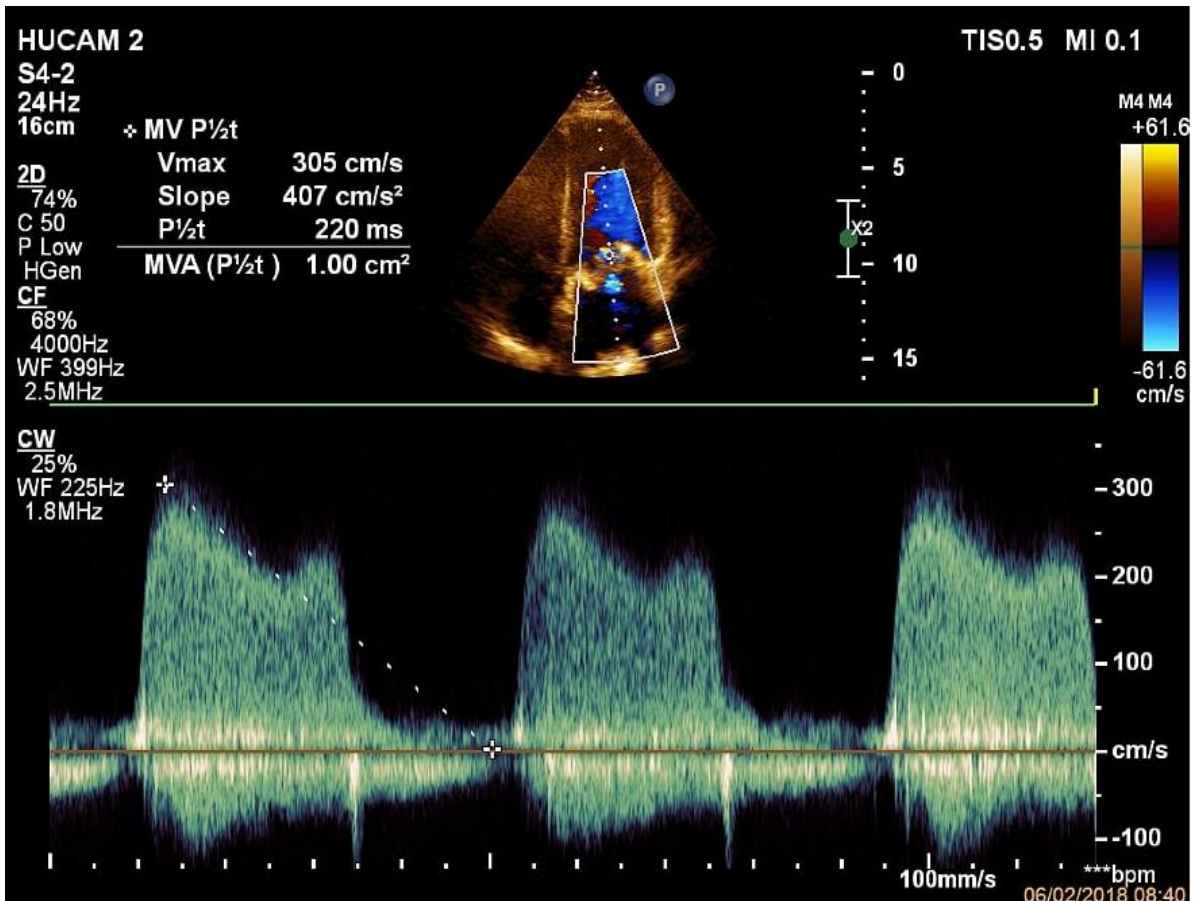 HUCAM 2
TIS0.5 MI 0.1
S4-2
24Hz
16cm
2D
74%
C 50
P Low
HGen
CF
68%
4000Hz
WF 399Hz
2.5MHz
MV P½t
Vmax 305 cm/s
Slope 407 cm/s²
P½t 220 ms
MVA (P½t ) 1.00 cm²
P
0
5
X2
10
15
M4 M4
+61.6
-61.6
cm/s
CW
25%
WF 225Hz
1.8MHz
300
200
100
cm/s
-100
100mm/s
***bpm
06/02/2018 08:40